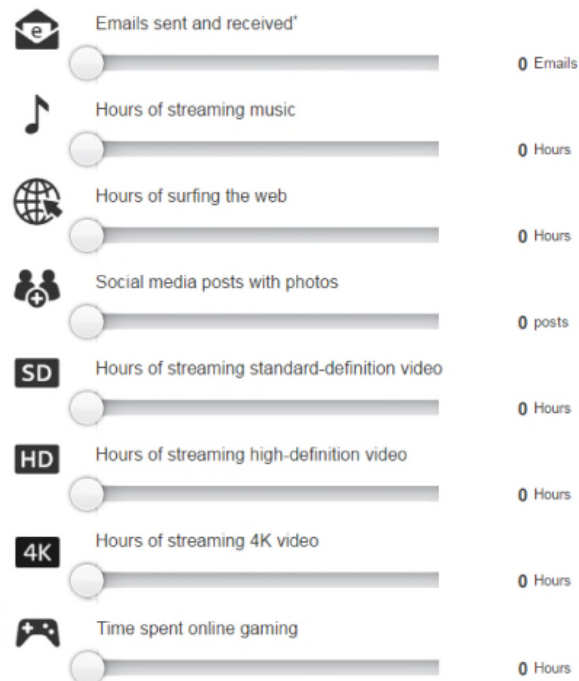 Emails sent and received*
0 Emails
Hours of streaming music
0 Hours
Hours of surfing the web
0 Hours
Social media posts with photos
0 posts
SD
Hours of streaming standard-definition video
0 Hours
HD
Hours of streaming high-definition video
0 Hours
4K
Hours of streaming 4K video
0 Hours
Time spent online gaming
0 Hours